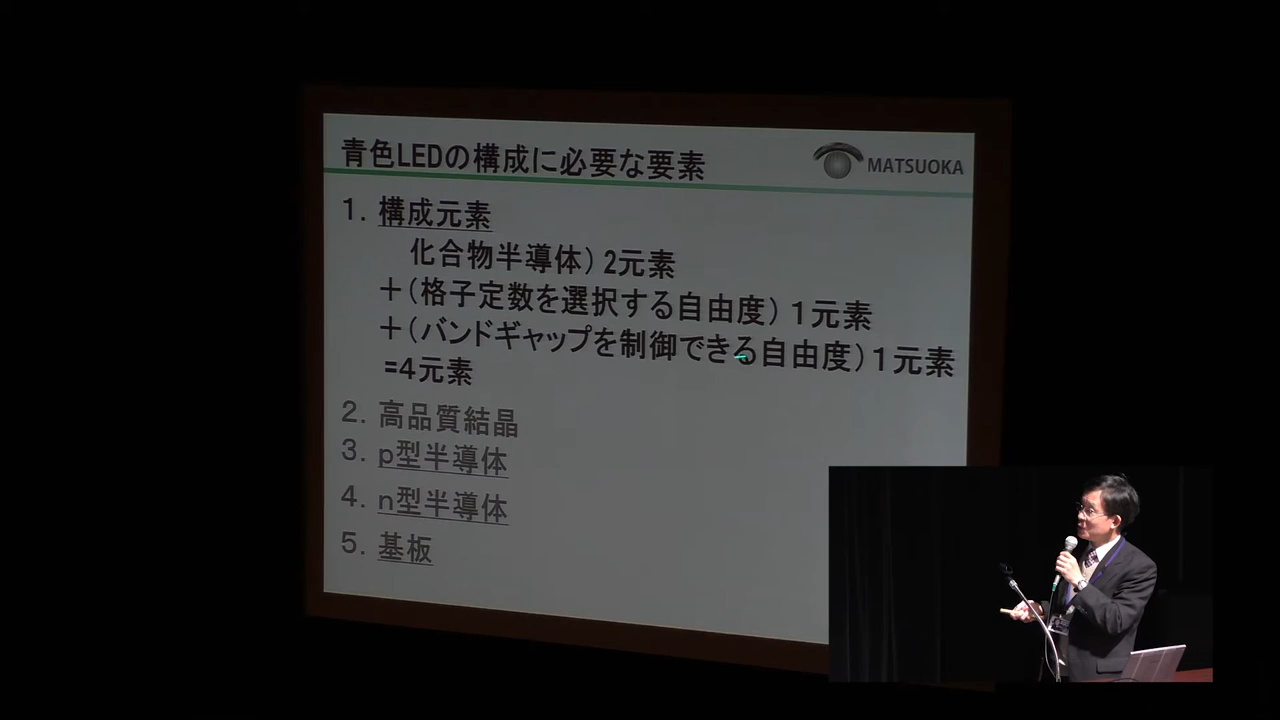 青色LEDの構成に必要な要素
MATSUOKA
1. 構成元素
化合物半導体）2元素
＋（格子定数を選択する自由度）１元素
＋（バンドギャップを制御できる自由度）１元素
=4元素
2. 高品質結晶
3. p型半導体
4. n型半導体
5. 基板